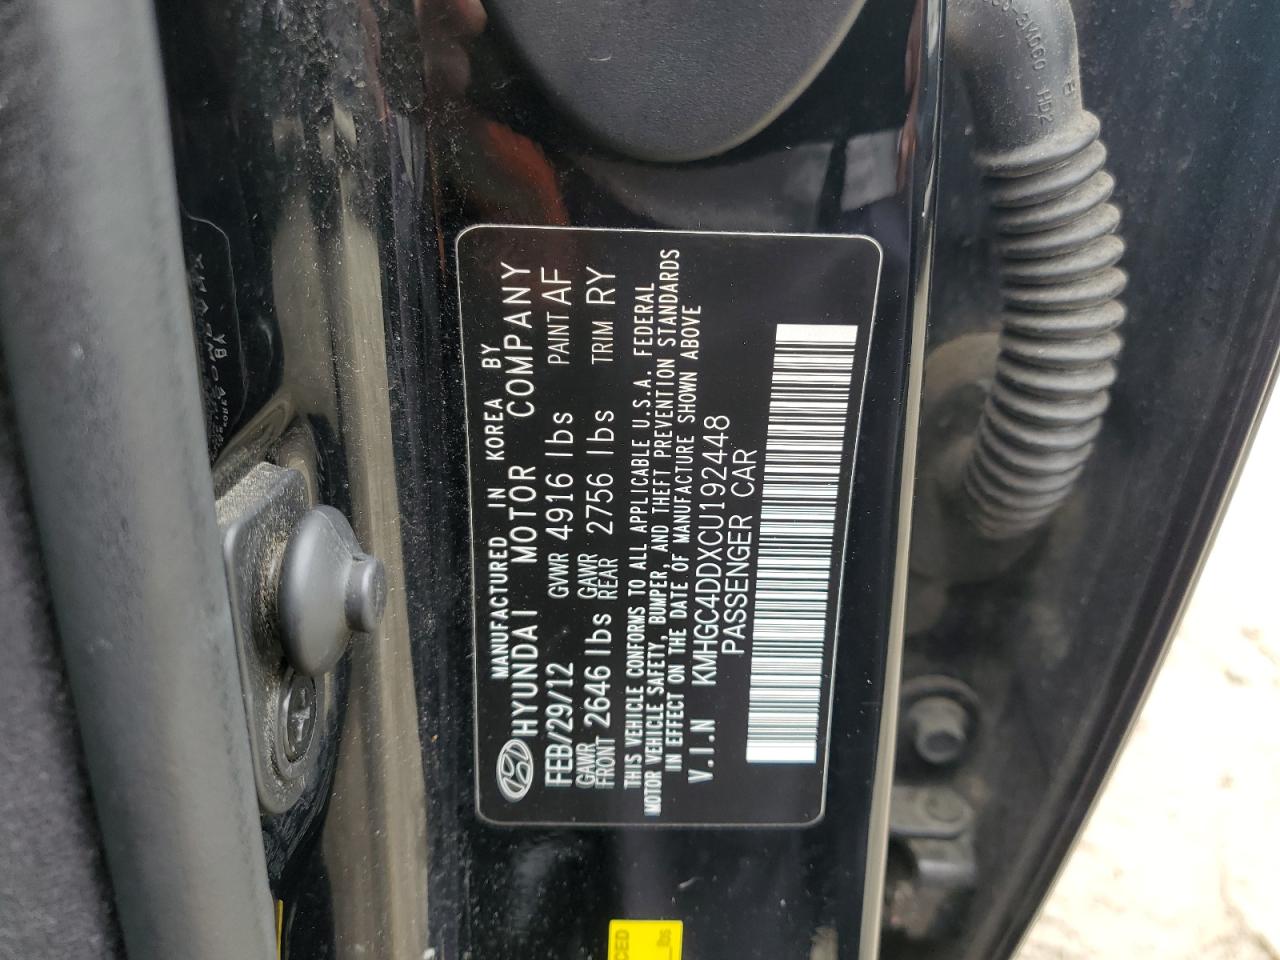 MANUFACTURED IN KOREA BY
HYUNDAI MOTOR COMPANY
FEB/29/12 GVWR 4916 lbs PAINT AF
GAWR FRONT 2646 lbs GAWR REAR 2756 lbs TRIM RY
THIS VEHICLE CONFORMS TO ALL APPLICABLE U.S.A. FEDERAL
MOTOR VEHICLE SAFETY, BUMPER, AND THEFT PREVENTION STANDARDS
IN EFFECT ON THE DATE OF MANUFACTURE SHOWN ABOVE
V.I.N KMHGC4DDXCU192448
PASSENGER CAR
lbs
HD2